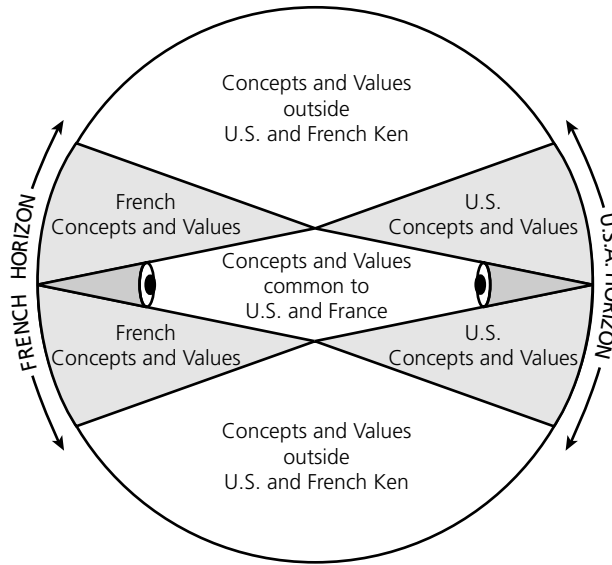 Concepts and Values
outside
U.S. and French Ken
FRENCH HORIZON
French
Concepts and Values
U.S.
Concepts and Values
U.S.A. HORIZON
Concepts and Values
common to
U.S. and France
French
Concepts and Values
U.S.
Concepts and Values
Concepts and Values
outside
U.S. and French Ken